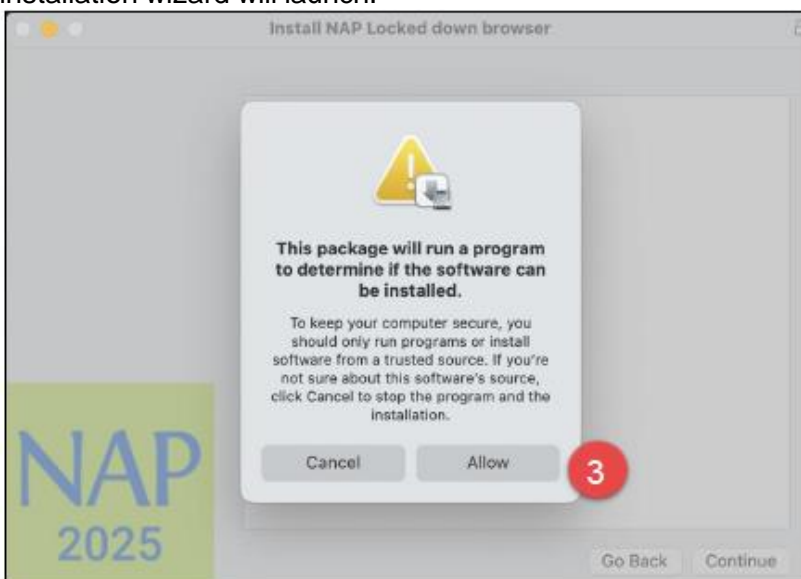 installation wizard will launch.
Install NAP Locked down browser
This package will run a program
to determine if the software can
be installed.
To keep your computer secure, you
should only run programs or install
software from a trusted source. If you're
not sure about this software's source,
click Cancel to stop the program and the
installation.
Cancel Allow
3
NAP
2025
Go Back Continue